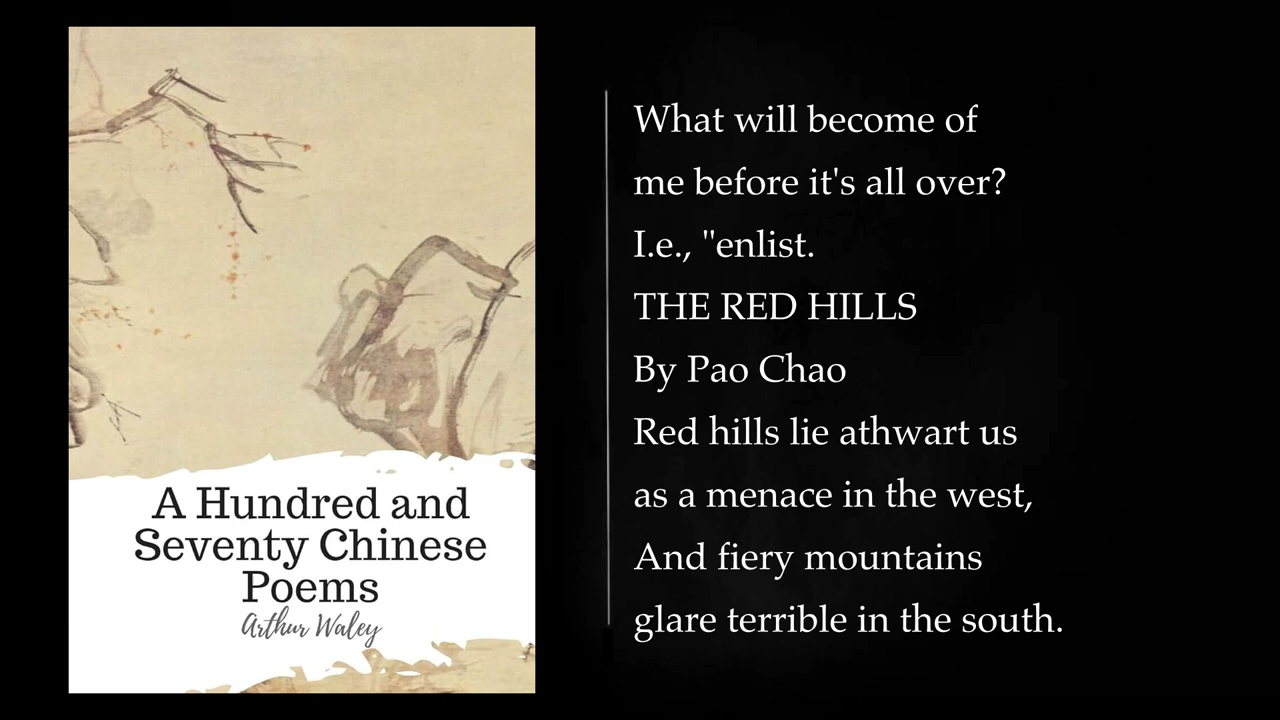 A Hundred and
Seventy Chinese
Poems
Arthur Waley
What will become of
me before it's all over?
I.e., "enlist.
THE RED HILLS
By Pao Chao
Red hills lie athwart us
as a menace in the west,
And fiery mountains
glare terrible in the south.